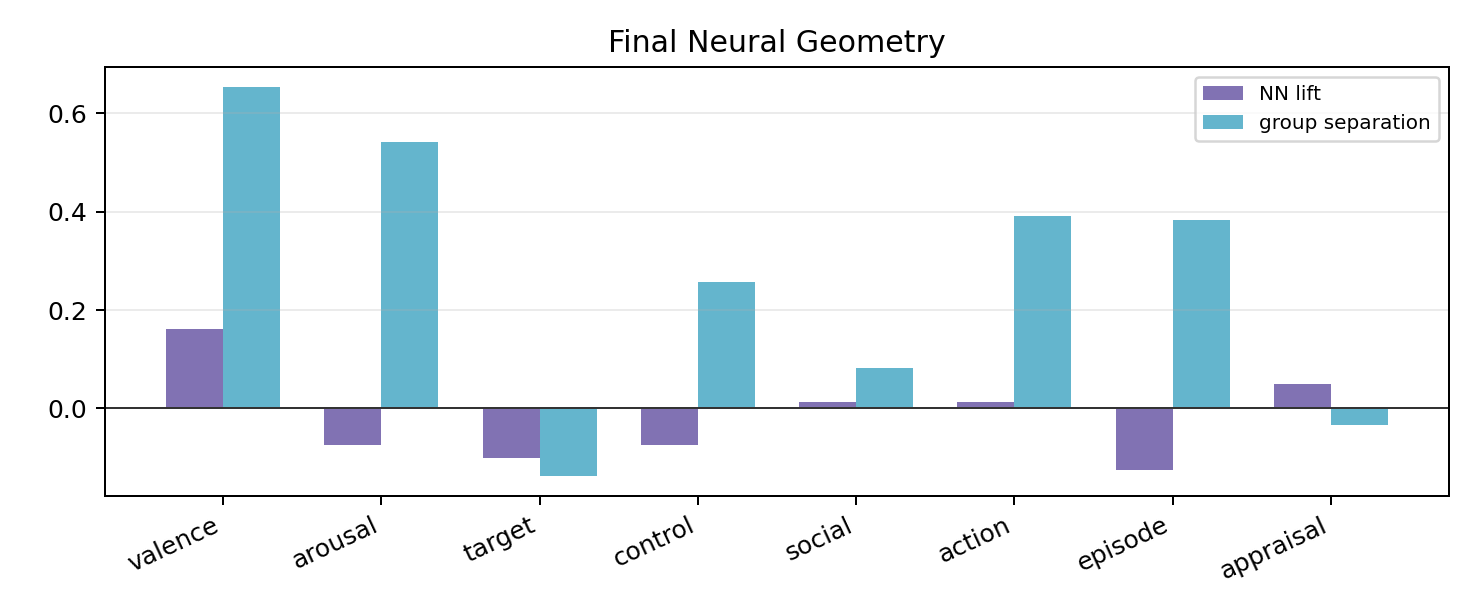 Final Neural Geometry
NN lift
group separation
0.6
0.4
0.2
0.0
valence
arousal
target
control
social
action
episode
appraisal